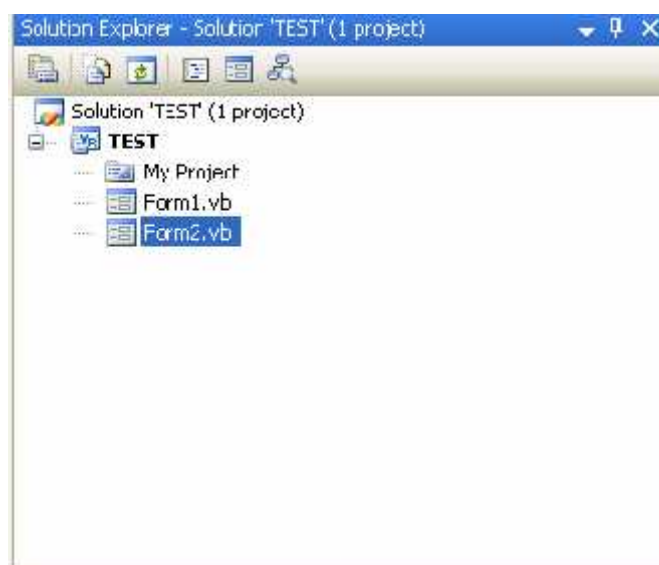 Solution Explorer - Solution 'TEST' (1 project)
Solution 'TEST' (1 project)
TEST
My Project
Form1.vb
Form2.vb